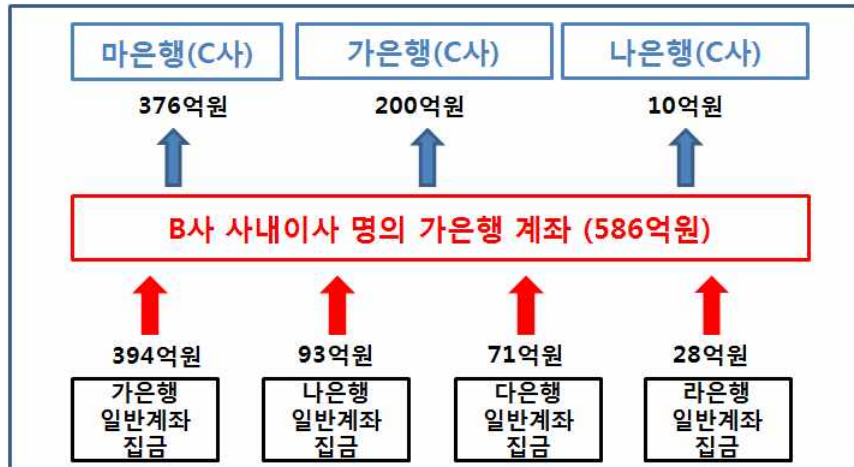 마은행(C사) 가은행(C사) 나은행(C사)
376억원 200억원 10억원
B사 사내이사 명의 가은행 계좌 (586억원)
394억원 93억원 71억원 28억원
가은행 나은행 다은행 라은행
일반계좌 일반계좌 일반계좌 일반계좌
집금 집금 집금 집금